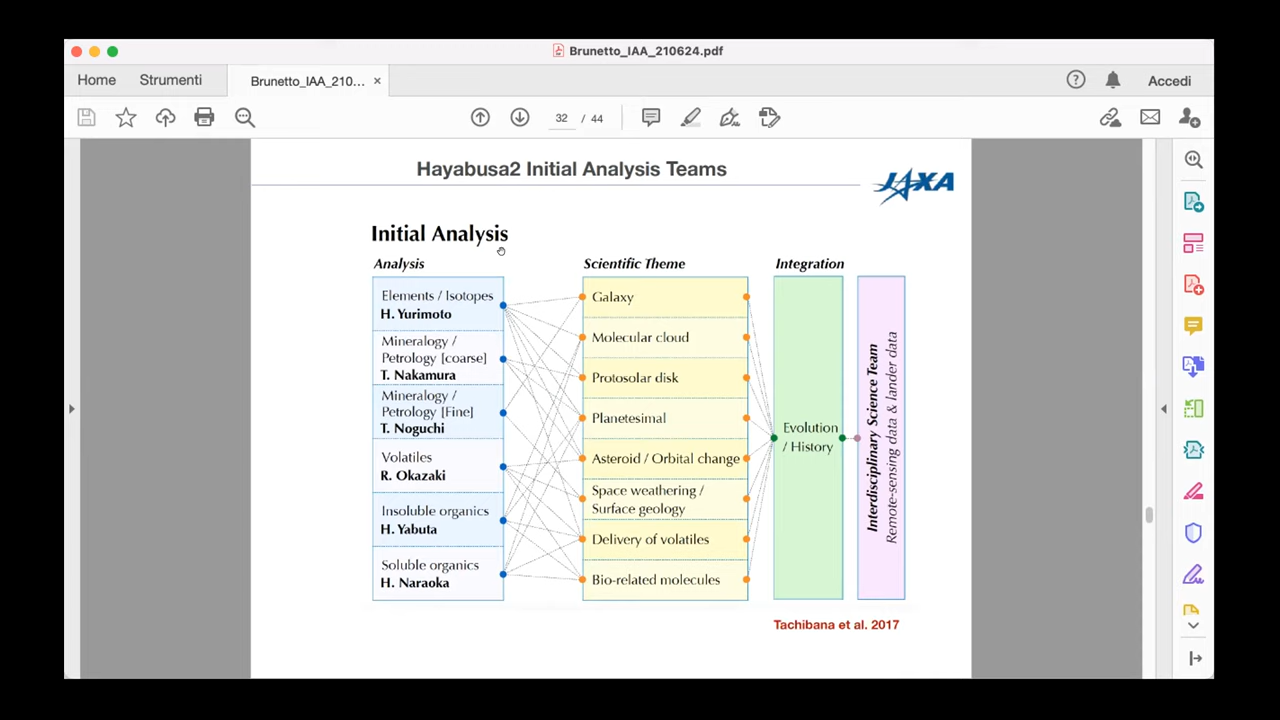 Brunetto_IAA_210624.pdf
Home
Strumenti
Brunetto_IAA_210...
Accedi
32 / 44
Hayabusa2 Initial Analysis Teams
JAXA
Initial Analysis
Analysis
Scientific Theme
Integration
Elements / Isotopes
H. Yurimoto
Mineralogy /
Petrology [coarse]
T. Nakamura
Mineralogy /
Petrology [Fine]
T. Noguchi
Volatiles
R. Okazaki
Insoluble organics
H. Yabuta
Soluble organics
H. Naraoka
Galaxy
Molecular cloud
Protosolar disk
Planetesimal
Asteroid / Orbital change
Space weathering /
Surface geology
Delivery of volatiles
Bio-related molecules
Evolution
/ History
Interdisciplinary Science Team
Remote-sensing data & lander data
Tachibana et al. 2017